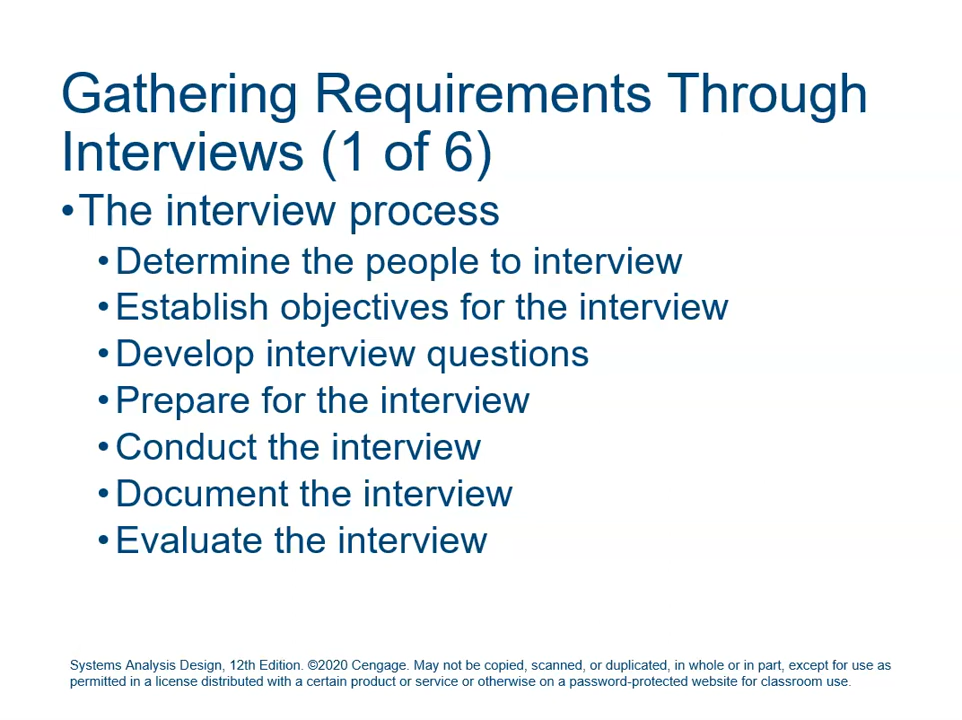 Gathering Requirements Through
Interviews (1 of 6)
•The interview process
•Determine the people to interview
•Establish objectives for the interview
•Develop interview questions
•Prepare for the interview
•Conduct the interview
•Document the interview
•Evaluate the interview
Systems Analysis Design, 12th Edition. ©2020 Cengage. May not be copied, scanned, or duplicated, in whole or in part, except for use as
permitted in a license distributed with a certain product or service or otherwise on a password-protected website for classroom use.